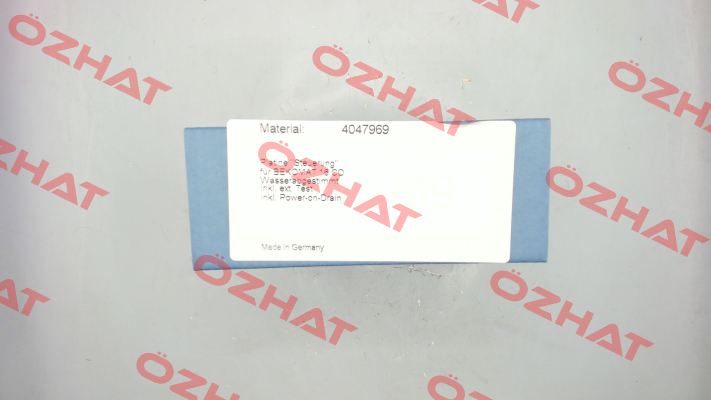 ÖZHAT
ÖZHAT
ÖZHAT
ÖZHAT
Material: 4047969
Platine "Steuerung"
für BEKOMAT 16 CO
Wasserabgestimmt
inkl. ext. Test
inkl. Power-on-Drain
Made in Germany
ÖZHAT
ÖZHAT
ÖZHAT
ÖZHAT
ÖZHAT
ÖZHAT